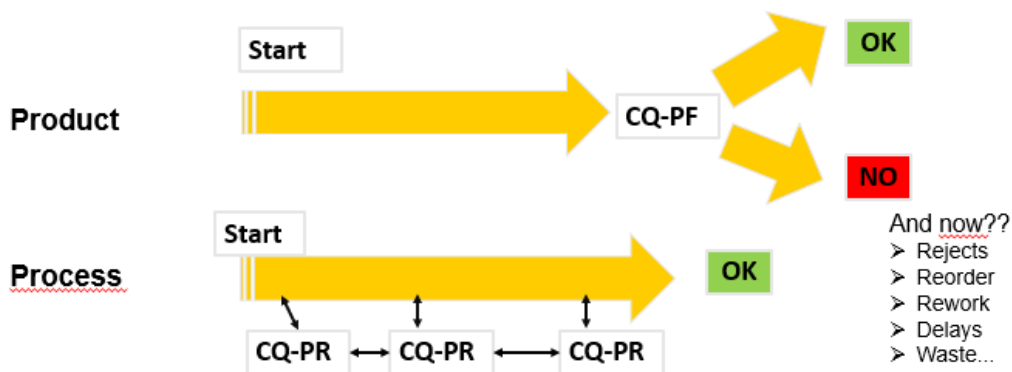 Start
OK
Product
CQ-PF
NO
Start
And now??
Process
OK
➢ Rejects
➢ Reorder
➢ Rework
➢ Delays
➢ Waste...
CQ-PR
CQ-PR
CQ-PR